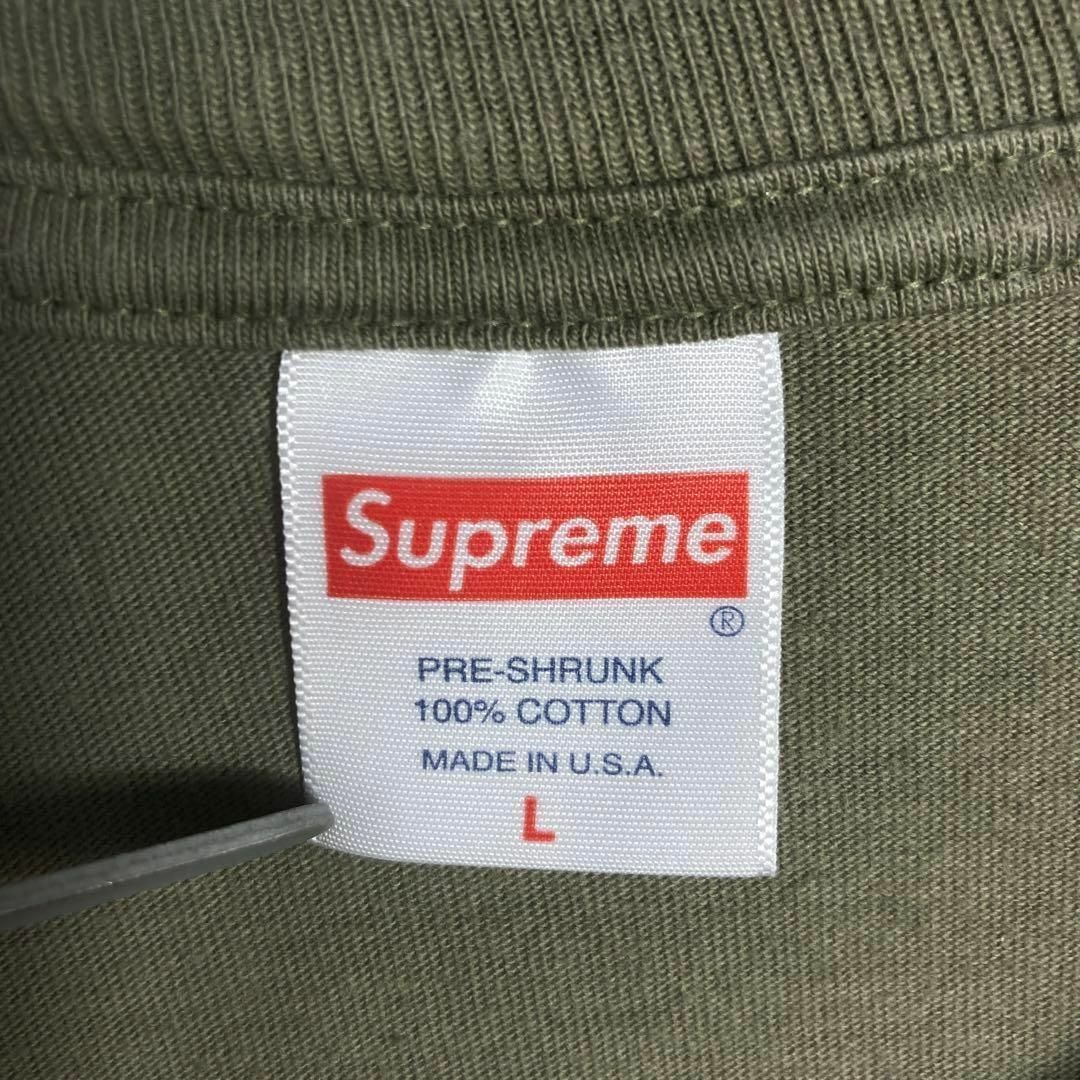 Supreme
®
PRE-SHRUNK
100% COTTON
MADE IN U.S.A.
L